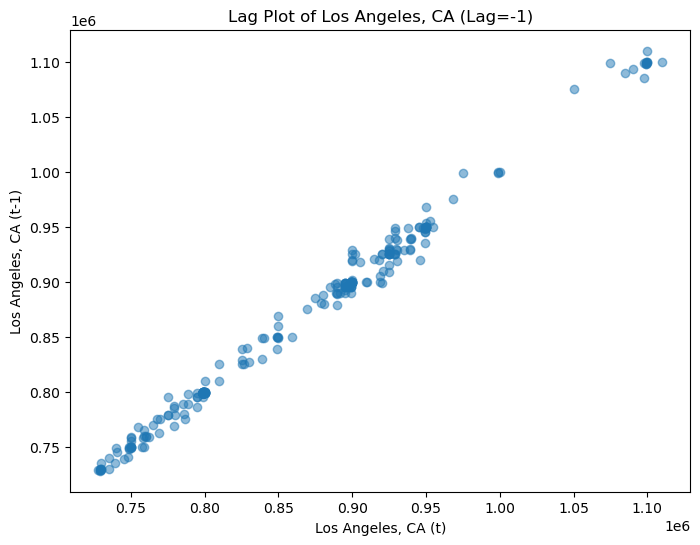 Lag Plot of Los Angeles, CA (Lag=-1)
1e6
1.10
1.05
1.00
0.95
0.90
0.85
0.80
0.75
Los Angeles, CA (t-1)
0.75 0.80 0.85 0.90 0.95 1.00 1.05 1.10
1e6
Los Angeles, CA (t)